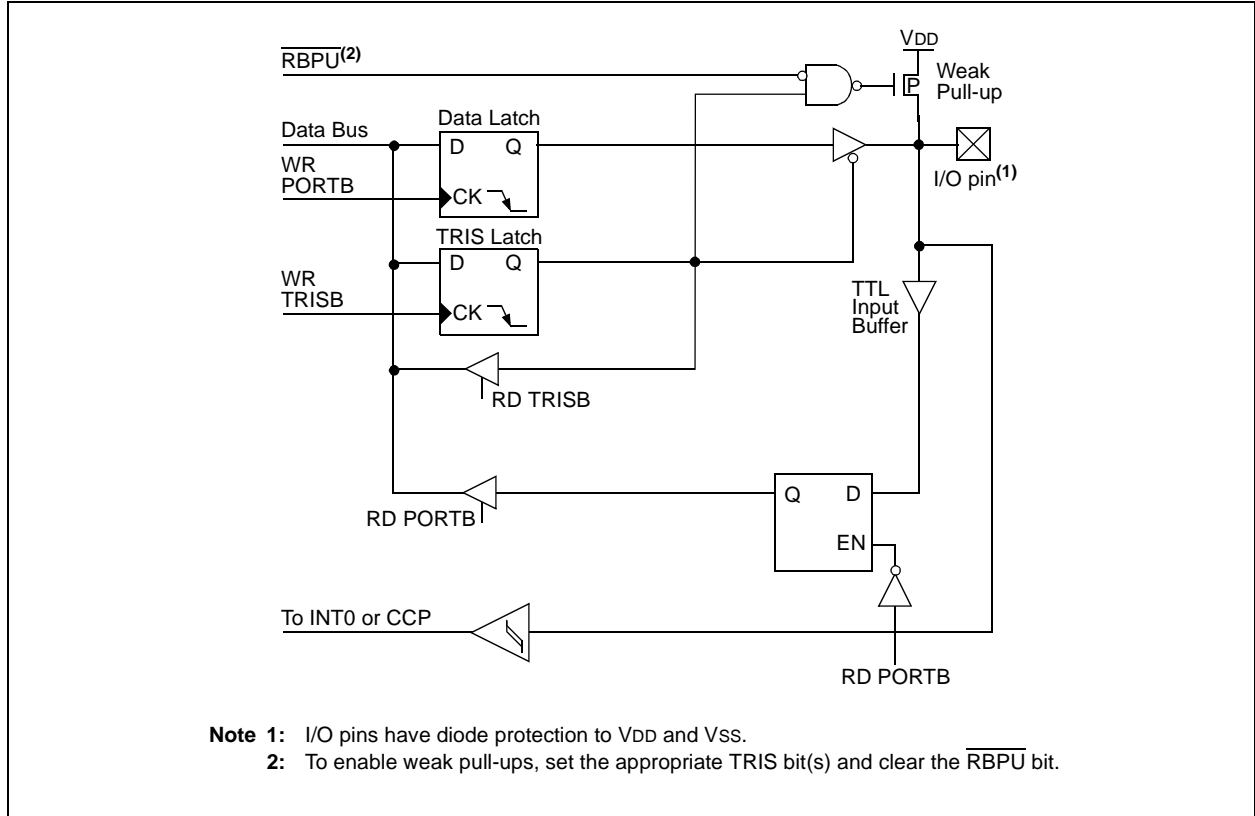 VDD
RBPU(2)
Weak
Pull-up
P
Data Latch
Data Bus
D Q
WR
PORTB
CK
I/O pin(1)
TRIS Latch
D Q
WR
TRISB
CK
TTL
Input
Buffer
RD TRISB
Q D
RD PORTB
EN
To INT0 or CCP
RD PORTB
Note 1: I/O pins have diode protection to VDD and VSS.
2: To enable weak pull-ups, set the appropriate TRIS bit(s) and clear the RBPU bit.